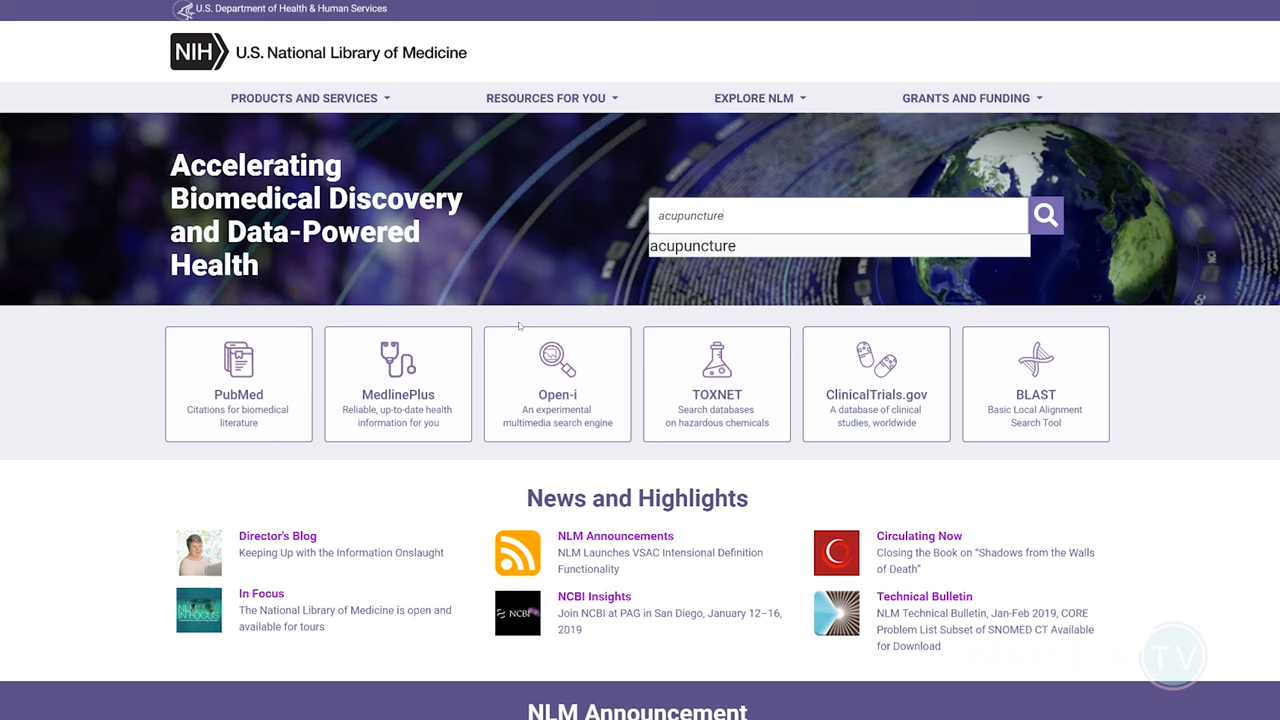 U.S. Department of Health & Human Services
NIH U.S. National Library of Medicine
PRODUCTS AND SERVICES RESOURCES FOR YOU EXPLORE NLM GRANTS AND FUNDING
Accelerating
Biomedical Discovery
and Data-Powered
Health
acupuncture
acupuncture
PubMed
Citations for biomedical
literature
MedlinePlus
Reliable, up-to-date health
information for you
Open-i
An experimental
multimedia search engine
TOXNET
Search databases
on hazardous chemicals
ClinicalTrials.gov
A database of clinical
studies, worldwide
BLAST
Basic Local Alignment
Search Tool
News and Highlights
Director's Blog
Keeping Up with the Information Onslaught
NLM Announcements
NLM Launches VSAC Intensional Definition
Functionality
Circulating Now
Closing the Book on “Shadows from the Walls
of Death”
NLM
IN FOCUS
In Focus
The National Library of Medicine is open and
available for tours
NCBI
NCBI Insights
Join NCBI at PAG in San Diego, January 12–16,
2019
Technical Bulletin
NLM Technical Bulletin, Jan-Feb 2019, CORE
Problem List Subset of SNOMED CT Available
for Download
TV
NLM Announcement